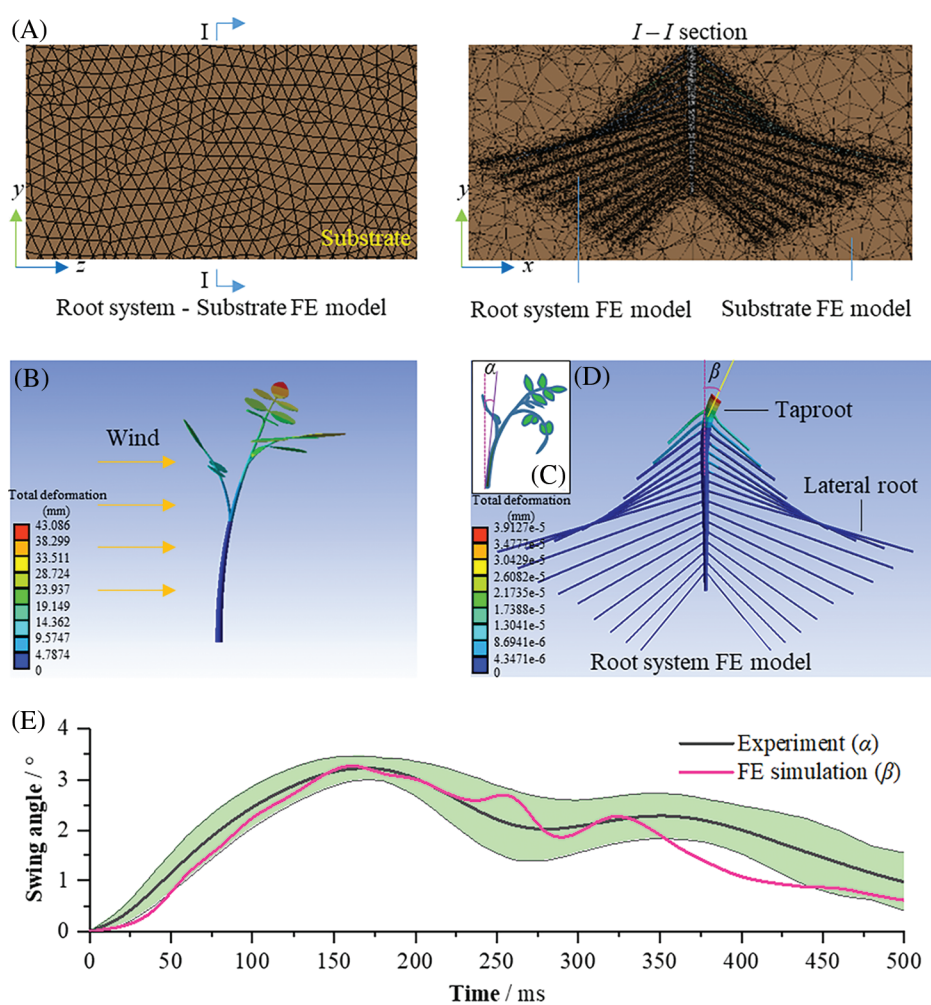 (A)
I
I – I section
y
Substrate
z
I
y
x
Root system - Substrate FE model
Root system FE model
Substrate FE model
(B)
Wind
Total deformation
(mm)
43.086
38.299
33.511
28.724
23.937
19.149
14.362
9.5747
4.7874
0
α
(C)
(D)
β
Taproot
Lateral root
Total deformation
(mm)
3.9127e-5
3.4777e-5
3.0429e-5
2.6082e-5
2.1735e-5
1.7388e-5
1.3041e-5
8.6941e-6
4.3471e-6
0
Root system FE model
(E)
Swing angle / °
4
3
2
1
0
Experiment (α)
FE simulation (β)
0 50 100 150 200 250 300 350 400 450 500
Time / ms